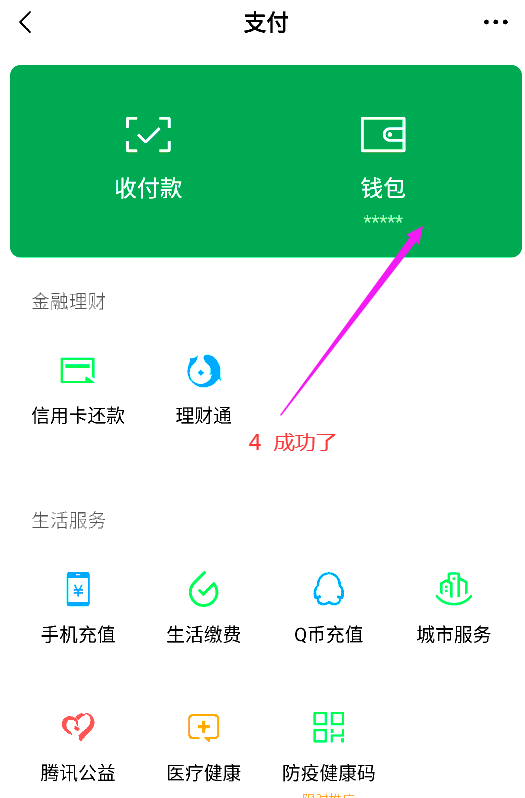 支付
收付款 钱包
*****
金融理财
信用卡还款 理财通
4 成功了
生活服务
手机充值 生活缴费 Q币充值 城市服务
腾讯公益 医疗健康 防疫健康码